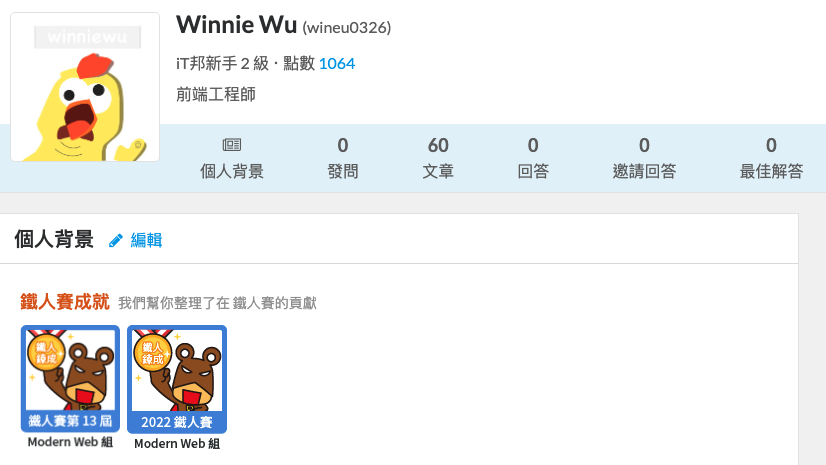 winniewu
Winnie Wu (wineu0326)
iT邦新手 2 級・點數 1064
前端工程師
0 60 0 0 0
個人背景 發問 文章 回答 邀請回答 最佳解答
個人背景 編輯
鐵人賽成就 我們幫你整理了在 鐵人賽的貢獻
鐵人 鐵人
鍊成 鍊成
鐵人賽第 13 屆 2022 鐵人賽
Modern Web 組 Modern Web 組